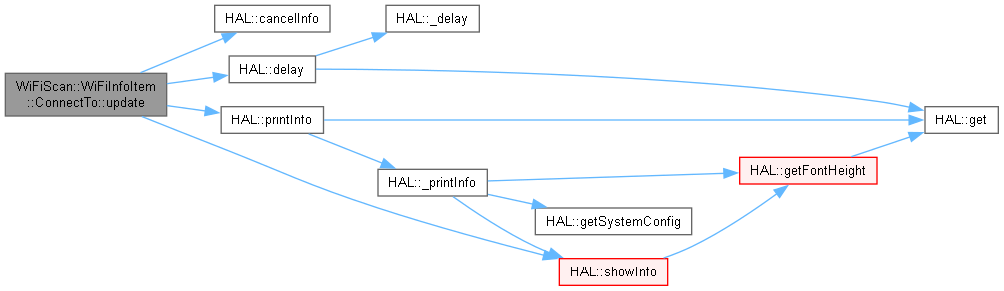 HAL::cancelInfo
HAL::_delay
HAL::delay
WiFiScan::WiFiInfoItem
::ConnectTo::update
HAL::printInfo
HAL::get
HAL::getFontHeight
HAL::_printInfo
HAL::getSystemConfig
HAL::showInfo